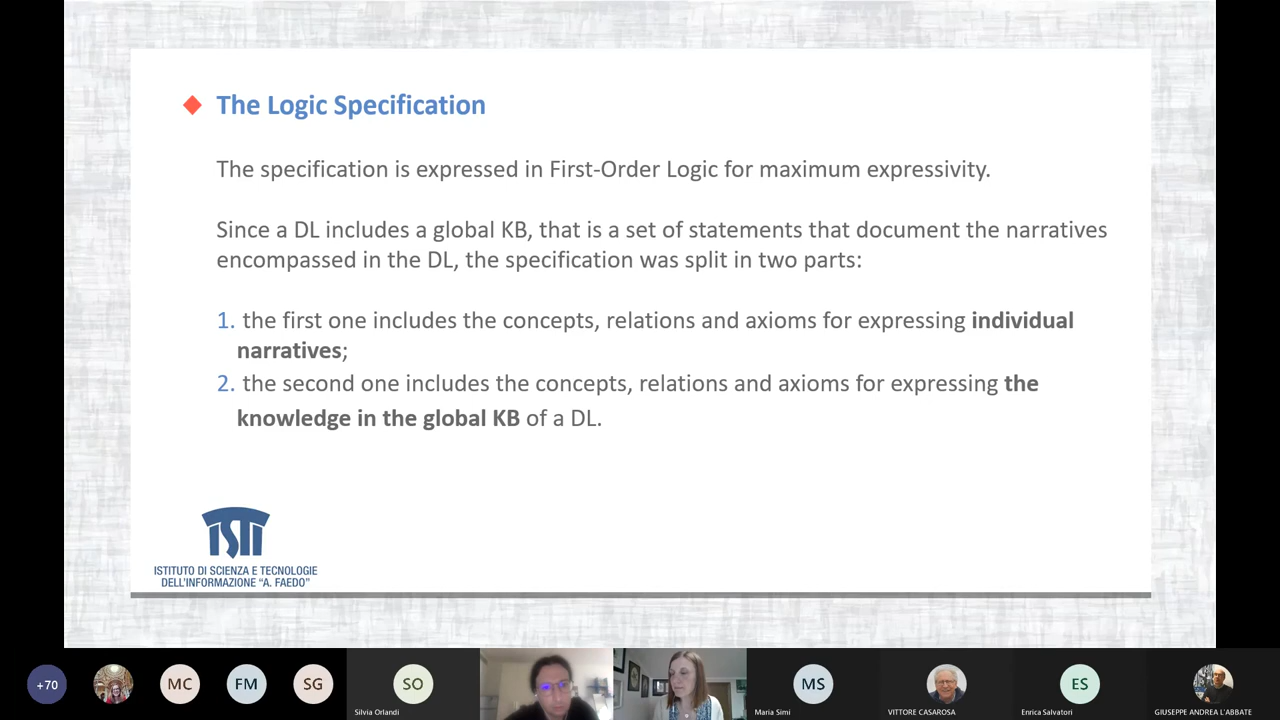 The Logic Specification
The specification is expressed in First-Order Logic for maximum expressivity.
Since a DL includes a global KB, that is a set of statements that document the narratives
encompassed in the DL, the specification was split in two parts:
1. the first one includes the concepts, relations and axioms for expressing individual
narratives;
2. the second one includes the concepts, relations and axioms for expressing the
knowledge in the global KB of a DL.
ISTI
ISTITUTO DI SCIENZA E TECNOLOGIE
DELL'INFORMAZIONE "A. FAEDO"
+70 MC FM SG SO MS ES
Silvia Orlandi Maria Simi VITTORE CASAROSA Enrica Salvatori GIUSEPPE ANDREA L'ABBATE